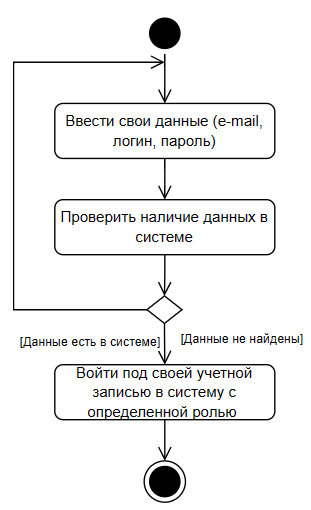 Ввести свои данные (e-mail,
логин, пароль)
Проверить наличие данных в
системе
[Данные есть в системе]
[Данные не найдены]
Войти под своей учетной
записью в систему с
определенной ролью